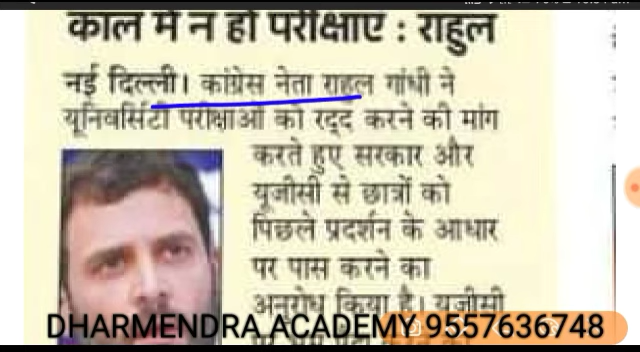 काल में न हों परीक्षाएं : राहुल
नई दिल्ली। कांग्रेस नेता राहुल गांधी ने
यूनिवर्सिटी परीक्षाओं को रद्द करने की मांग
करते हुए सरकार और
यूजीसी से छात्रों को
पिछले प्रदर्शन के आधार
पर पास करने का
अनुरोध किया है। यूजीसी
DHARMENDRA ACADEMY 9557636748